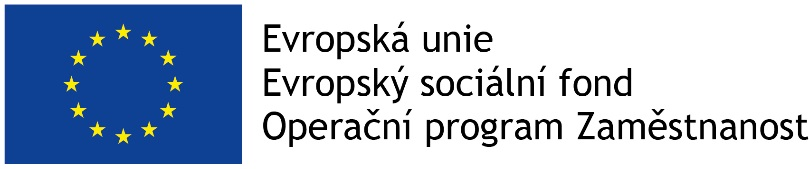 Evropská unie
Evropský sociální fond
Operační program Zaměstnanost